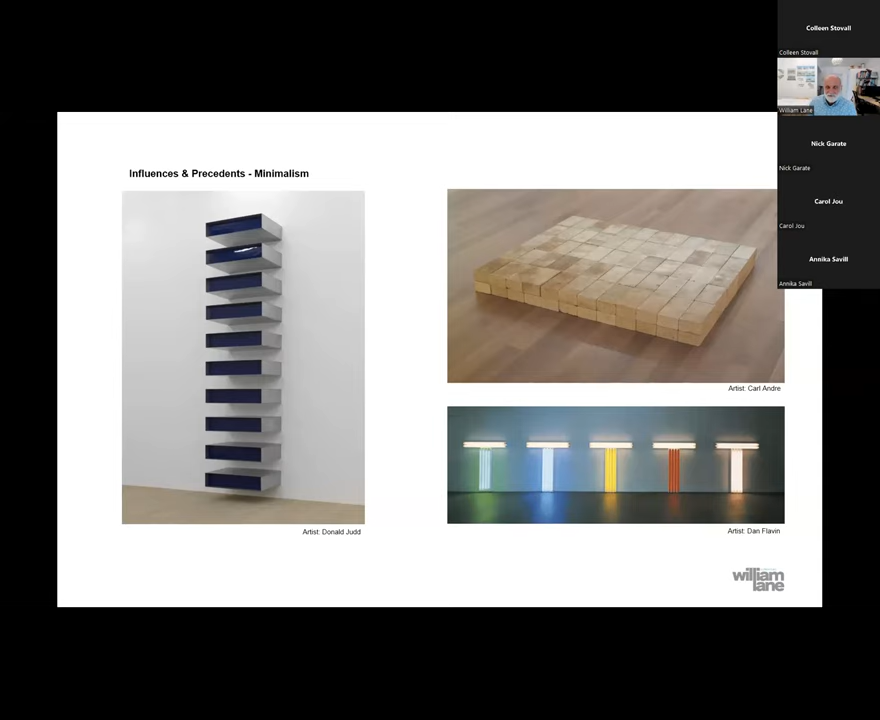 Influences & Precedents - Minimalism
Artist: Donald Judd
Artist: Carl Andre
Artist: Dan Flavin
william
lane
Colleen Stovall
Colleen Stovall
William Lane
Nick Garate
Nick Garate
Carol Jou
Carol Jou
Annika Savill
Annika Savill